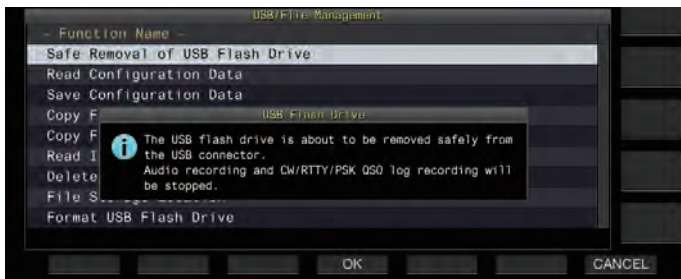 USB/File Management
- Function Name -
Safe Removal of USB Flash Drive
Read Configuration Data
Save Configuration Data
Copy F
USB Flash Drive
Copy F
The USB flash drive is about to be removed safely from
the USB connector.
Read I
Audio recording and CW/RTTY/PSK QSO log recording will
Delete
be stopped.
File S
Format USB Flash Drive
OK
CANCEL